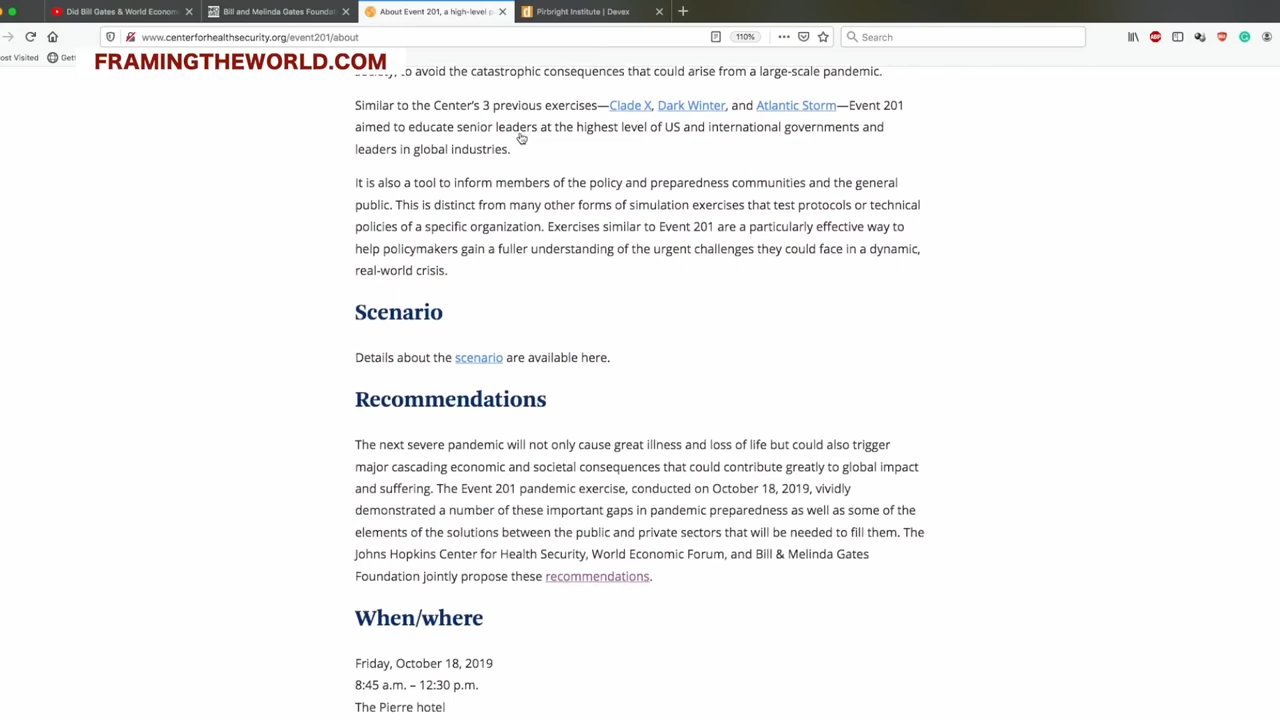 Did Bill Gates & World Econom
Bill and Melinda Gates Foundat
About Event 201, a high-level p
Pirbright Institute | Devex
www.centerforhealthsecurity.org/event201/about
110%
Search
ost Visited
Get
FRAMINGTHEWORLD.COM
society, to avoid the catastrophic consequences that could arise from a large-scale pandemic.
Similar to the Center's 3 previous exercises—Clade X, Dark Winter, and Atlantic Storm—Event 201
aimed to educate senior leaders at the highest level of US and international governments and
leaders in global industries.
It is also a tool to inform members of the policy and preparedness communities and the general
public. This is distinct from many other forms of simulation exercises that test protocols or technical
policies of a specific organization. Exercises similar to Event 201 are a particularly effective way to
help policymakers gain a fuller understanding of the urgent challenges they could face in a dynamic,
real-world crisis.
Scenario
Details about the scenario are available here.
Recommendations
The next severe pandemic will not only cause great illness and loss of life but could also trigger
major cascading economic and societal consequences that could contribute greatly to global impact
and suffering. The Event 201 pandemic exercise, conducted on October 18, 2019, vividly
demonstrated a number of these important gaps in pandemic preparedness as well as some of the
elements of the solutions between the public and private sectors that will be needed to fill them. The
Johns Hopkins Center for Health Security, World Economic Forum, and Bill & Melinda Gates
Foundation jointly propose these recommendations.
When/where
Friday, October 18, 2019
8:45 a.m. – 12:30 p.m.
The Pierre hotel